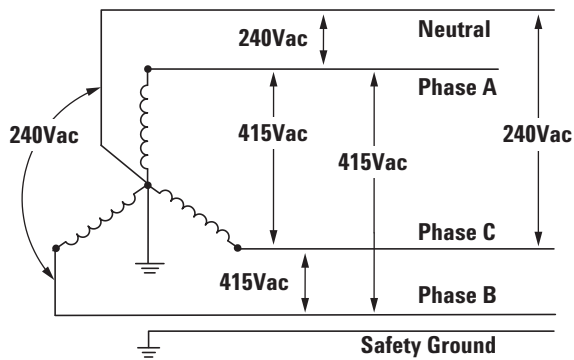 Neutral
240Vac
Phase A
240Vac
415Vac
415Vac
240Vac
Phase C
415Vac
Phase B
Safety Ground